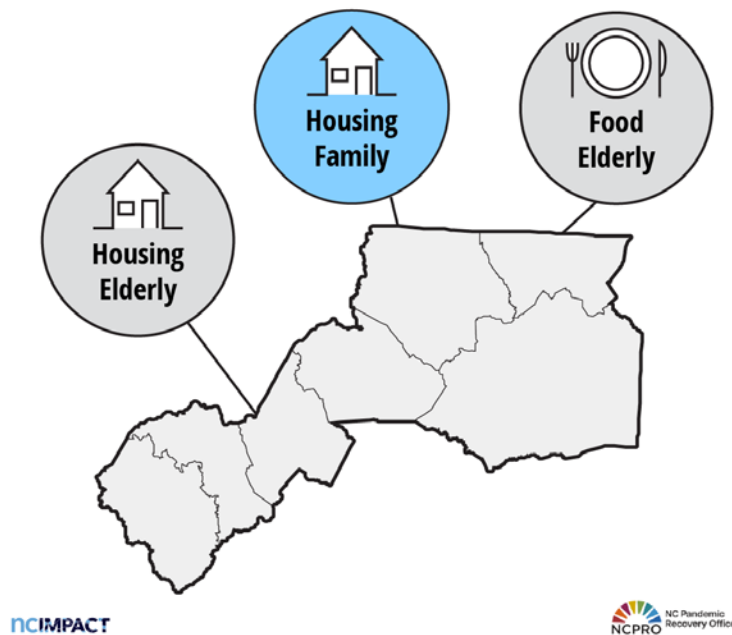 Housing
Family
Food
Elderly
Housing
Elderly
ncIMPACT
NCPRO
NC Pandemic
Recovery Office